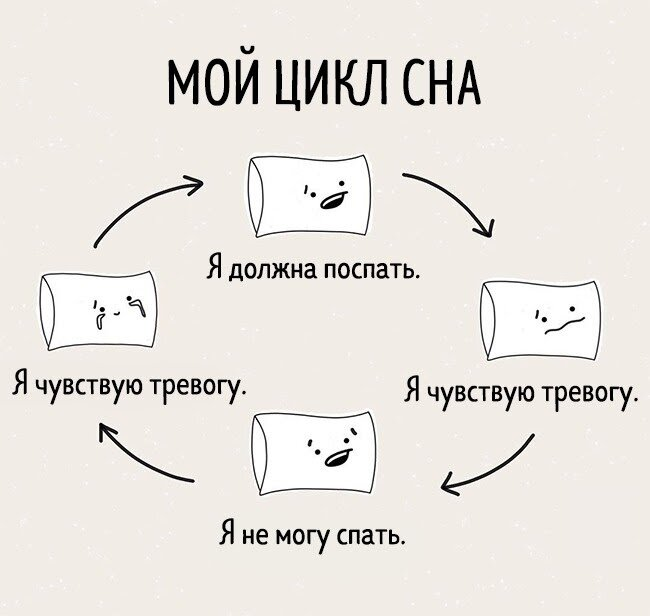 МОЙ ЦИКЛ СНА
Я должна поспать.
Я чувствую тревогу.
Я не могу спать.
Я чувствую тревогу.